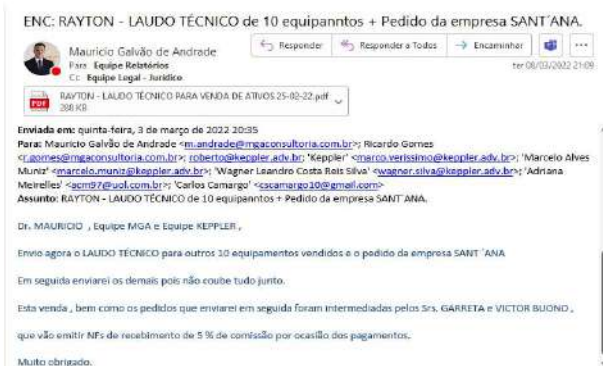 ENC: RAYTON - LAUDO TÉCNICO de 10 equipanntos + Pedido da empresa SANT´ANA.
Mauricio Galvão de Andrade
Responder
Responder a Todos
Encaminhar
Para Equipe Relatórios
Cc Equipe Legal - Jurídico
ter 08/03/2022 21:09
PDF
RAYTON - LAUDO TÉCNICO PARA VENDA DE ATIVOS 25-02-22.pdf
288 KB
Enviada em: quinta-feira, 3 de março de 2022 20:35
Para: Maurício Galvão de Andrade <m.andrade@mgaconsultoria.com.br>; Ricardo Gomes
<r.gomes@mgaconsultoria.com.br>; roberto@keppler.adv.br; 'Keppler' <marco.verissimo@keppler.adv.br>; 'Marcelo Alves
Muniz' <marcelo.muniz@keppler.adv.br>; 'Wagner Leandro Costa Reis Silva' <wagner.silva@keppler.adv.br>; 'Adriana
Meirelles' <acm97@uol.com.br>; 'Carlos Camargo' <cscamargo10@gmail.com>
Assunto: RAYTON - LAUDO TÉCNICO de 10 equipanntos + Pedido da empresa SANT´ANA.
Dr. MAURICIO , Equipe MGA e Equipe KEPPLER ,
Envio agora o LAUDO TÉCNICO para outros 10 equipamentos vendidos e o pedido da empresa SANT ´ANA
Em seguida enviarei os demais pois não coube tudo junto.
Esta venda , bem como os pedidos que enviarei em seguida foram intermediadas pelos Srs. GARRETA e VICTOR BUONO ,
que vão emitir NFs de recebimento de 5 % de comissão por ocasião dos pagamentos.
Muito obrigado.